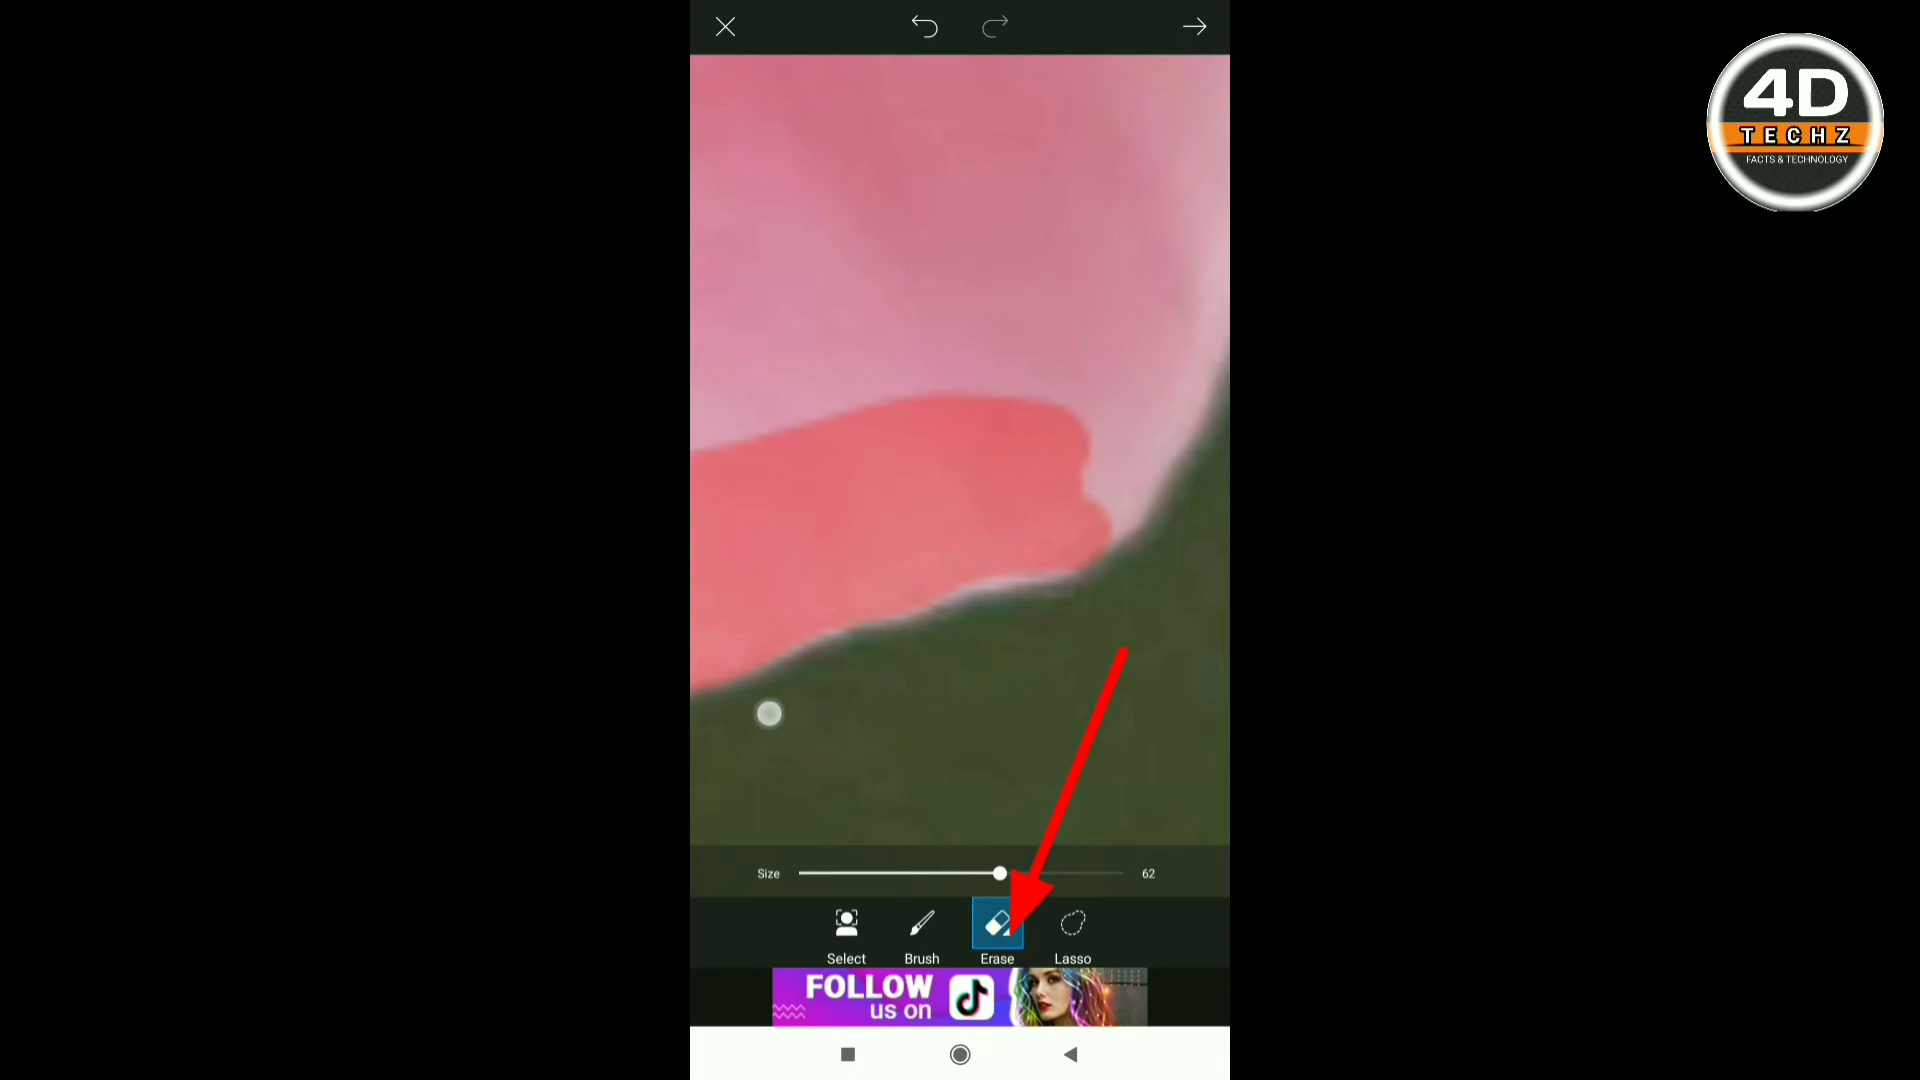 4D
TECHZ
FACTS & TECHNOLOGY
Size 62
Select Brush Erase Lasso
FOLLOW
us on